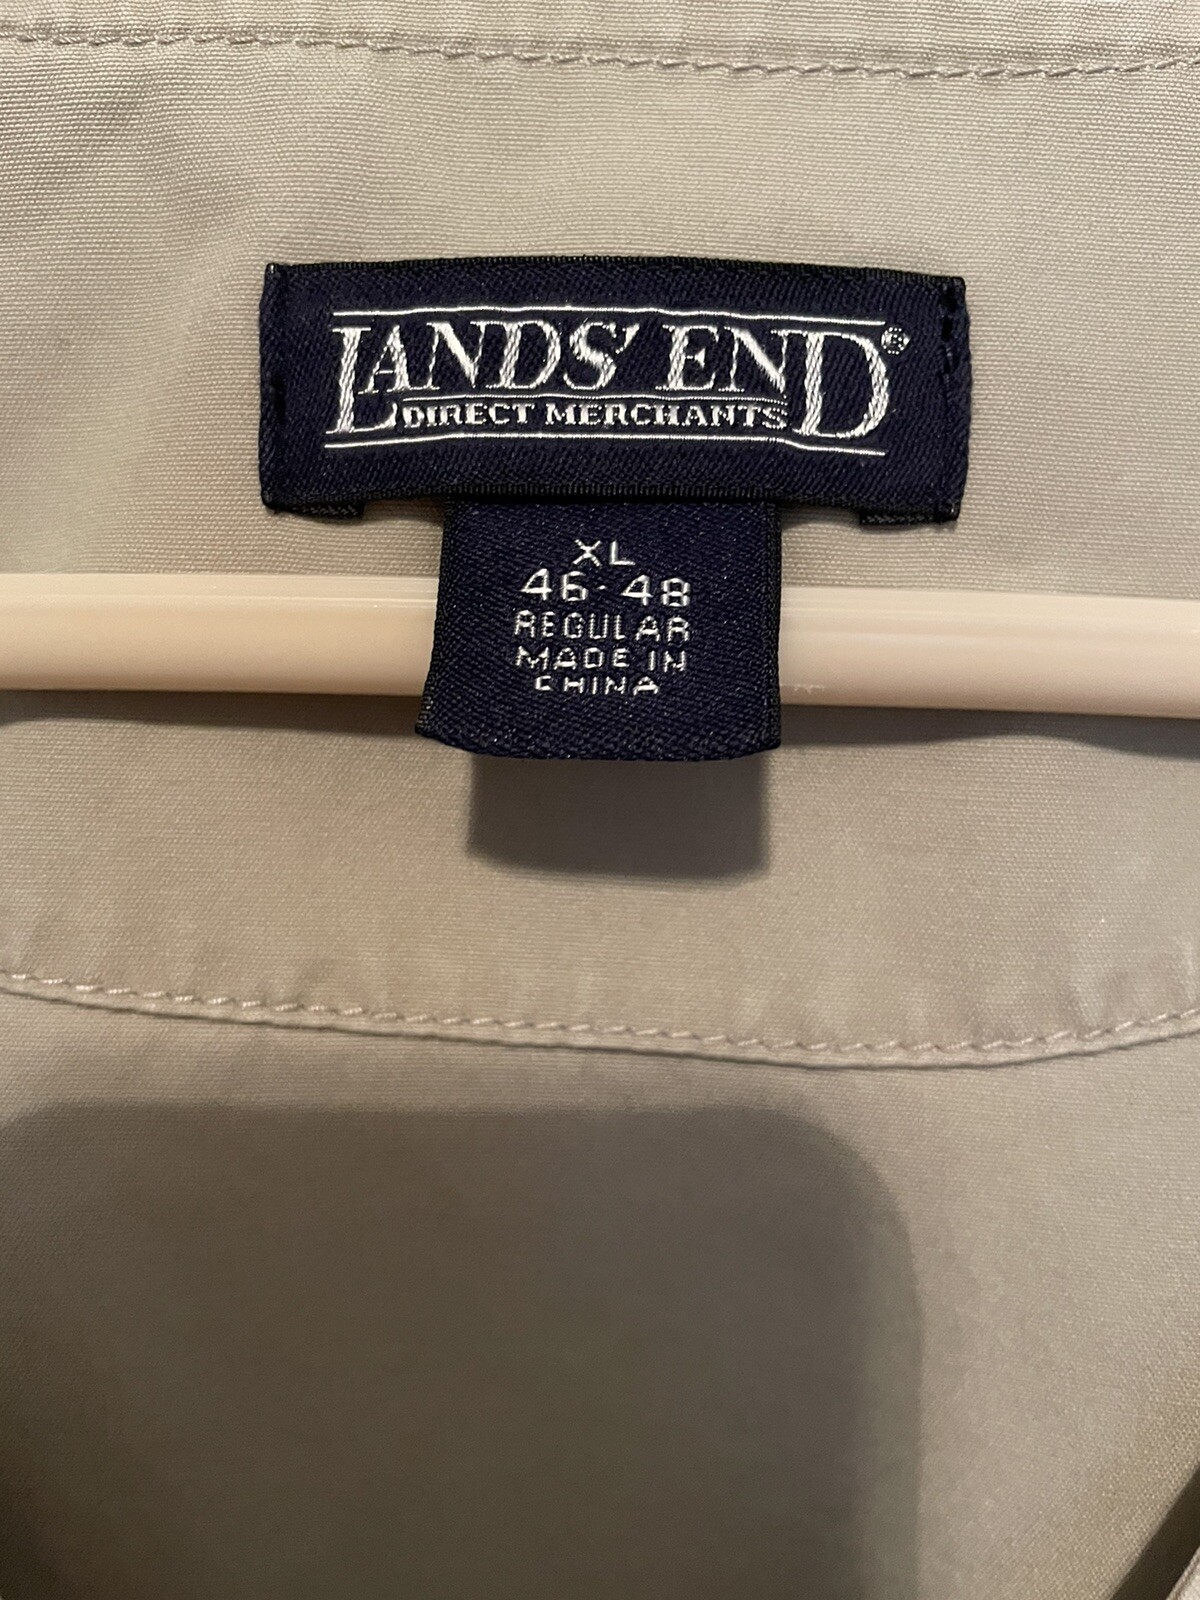 LANDS' END®
DIRECT MERCHANTS
XL
46-48
REGULAR
MADE IN
CHINA